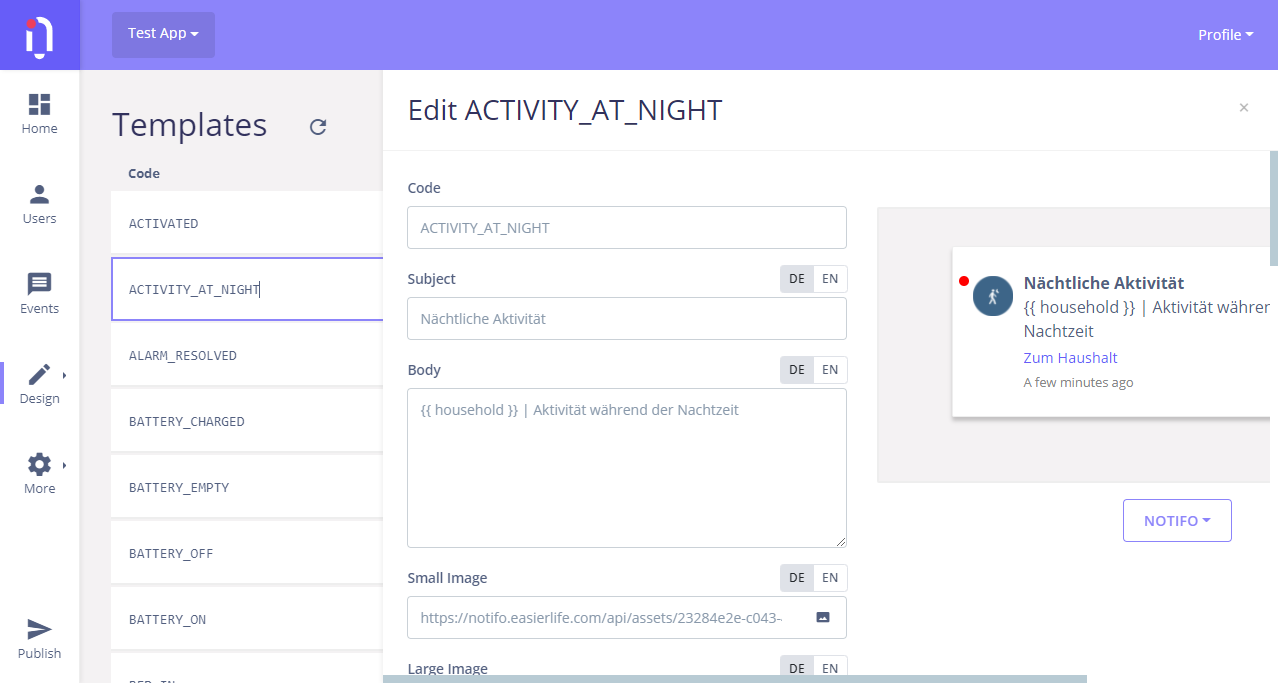 Test App
Profile
Home
Users
Events
Design
More
Publish
Templates
Code
ACTIVATED
ACTIVITY_AT_NIGHT
ALARM_RESOLVED
BATTERY_CHARGED
BATTERY_EMPTY
BATTERY_OFF
BATTERY_ON
Edit ACTIVITY_AT_NIGHT
×
Code
ACTIVITY_AT_NIGHT
Subject DE EN
Nächtliche Aktivität
Body DE EN
{{ household }} | Aktivität während der Nachtzeit
Small Image DE EN
https://notifo.easierlife.com/api/assets/23284e2e-c043-
Large Image DE EN
Nächtliche Aktivität
{{ household }} | Aktivität währen
Nachtzeit
Zum Haushalt
A few minutes ago
NOTIFO